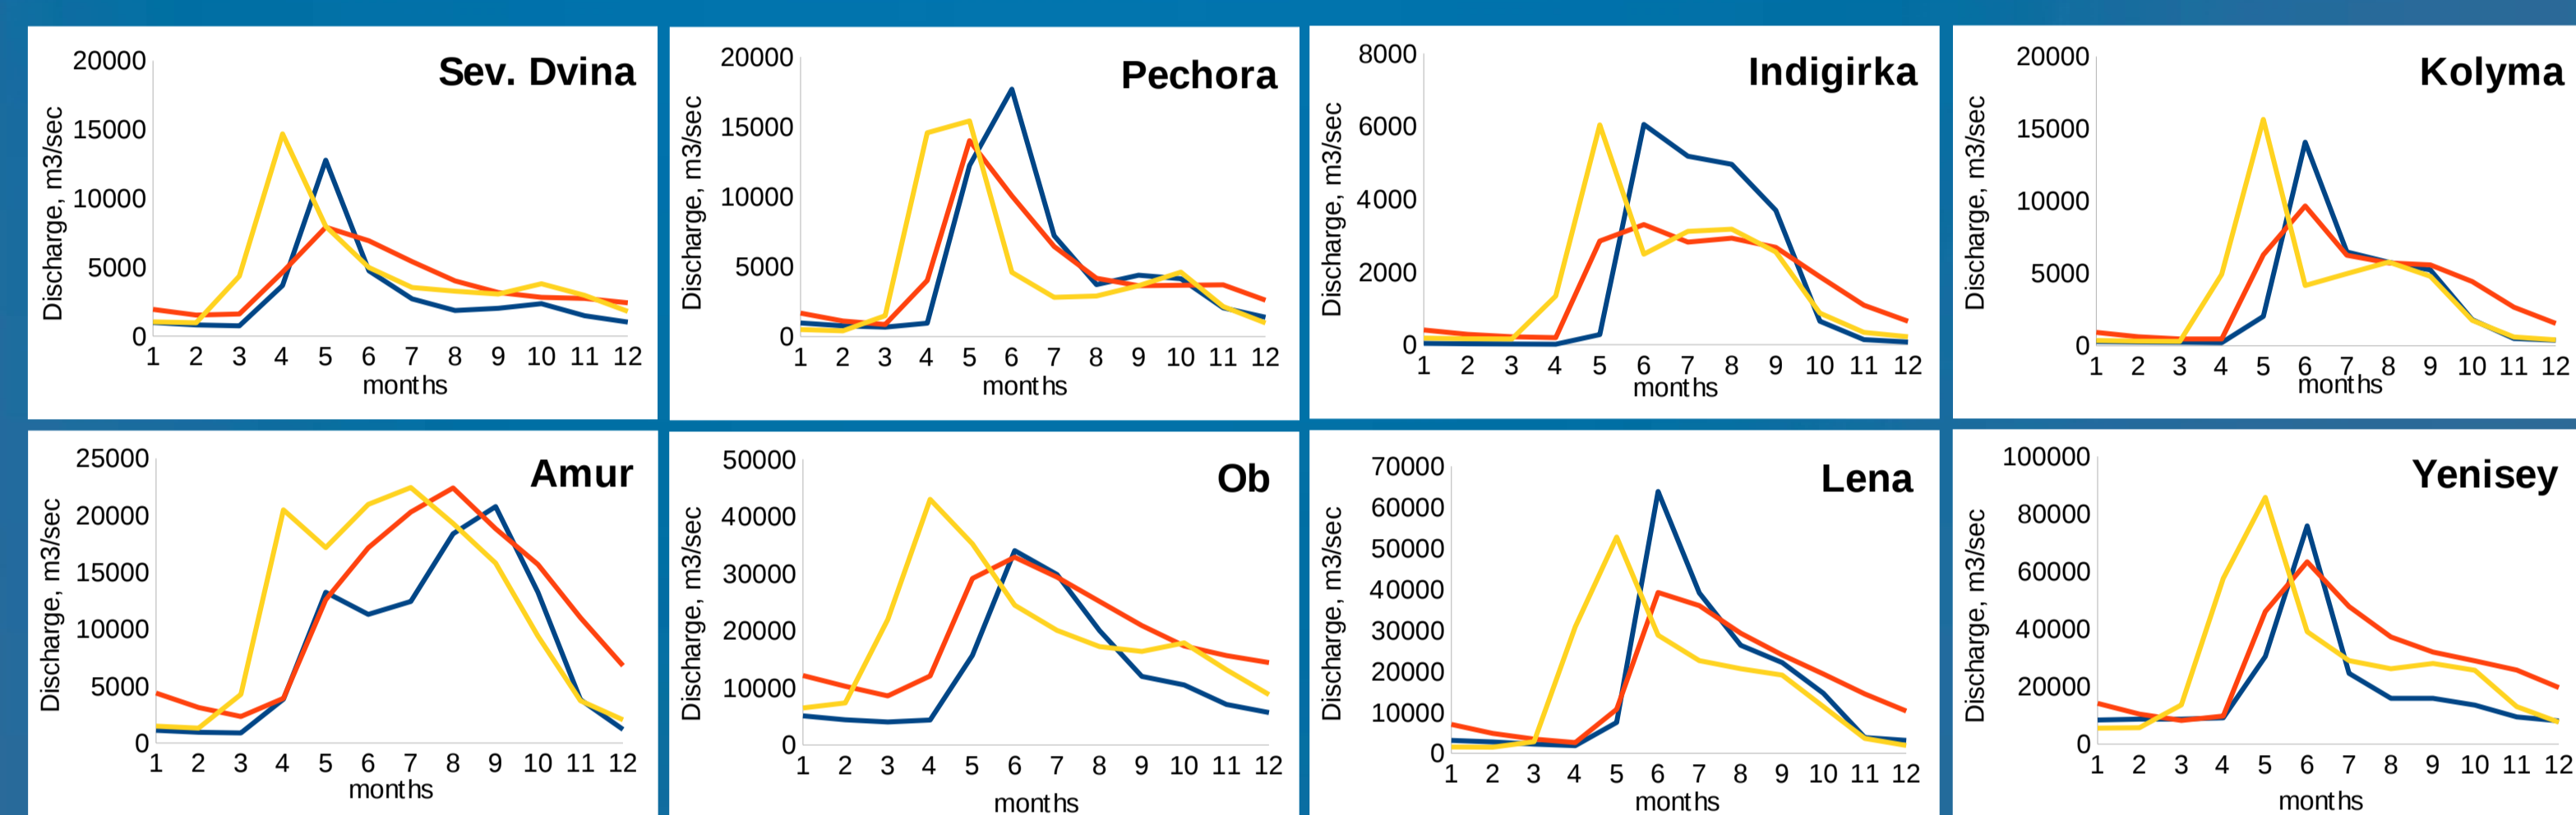 Sev. Dvina
20000
15000
10000
5000
0
Discharge, m3/sec
1 2 3 4 5 6 7 8 9 10 11 12
months
Pechora
20000
15000
10000
5000
0
Discharge, m3/sec
1 2 3 4 5 6 7 8 9 10 11 12
months
Indigirka
8000
6000
4000
2000
0
Discharge, m3/sec
1 2 3 4 5 6 7 8 9 10 11 12
months
Kolyma
20000
15000
10000
5000
0
Discharge, m3/sec
1 2 3 4 5 6 7 8 9 10 11 12
months
Amur
25000
20000
15000
10000
5000
0
Discharge, m3/sec
1 2 3 4 5 6 7 8 9 10 11 12
months
Ob
50000
40000
30000
20000
10000
0
Discharge, m3/sec
1 2 3 4 5 6 7 8 9 10 11 12
months
Lena
70000
60000
50000
40000
30000
20000
10000
0
Discharge, m3/sec
1 2 3 4 5 6 7 8 9 10 11 12
months
Yenisey
100000
80000
60000
40000
20000
0
Discharge, m3/sec
1 2 3 4 5 6 7 8 9 10 11 12
months